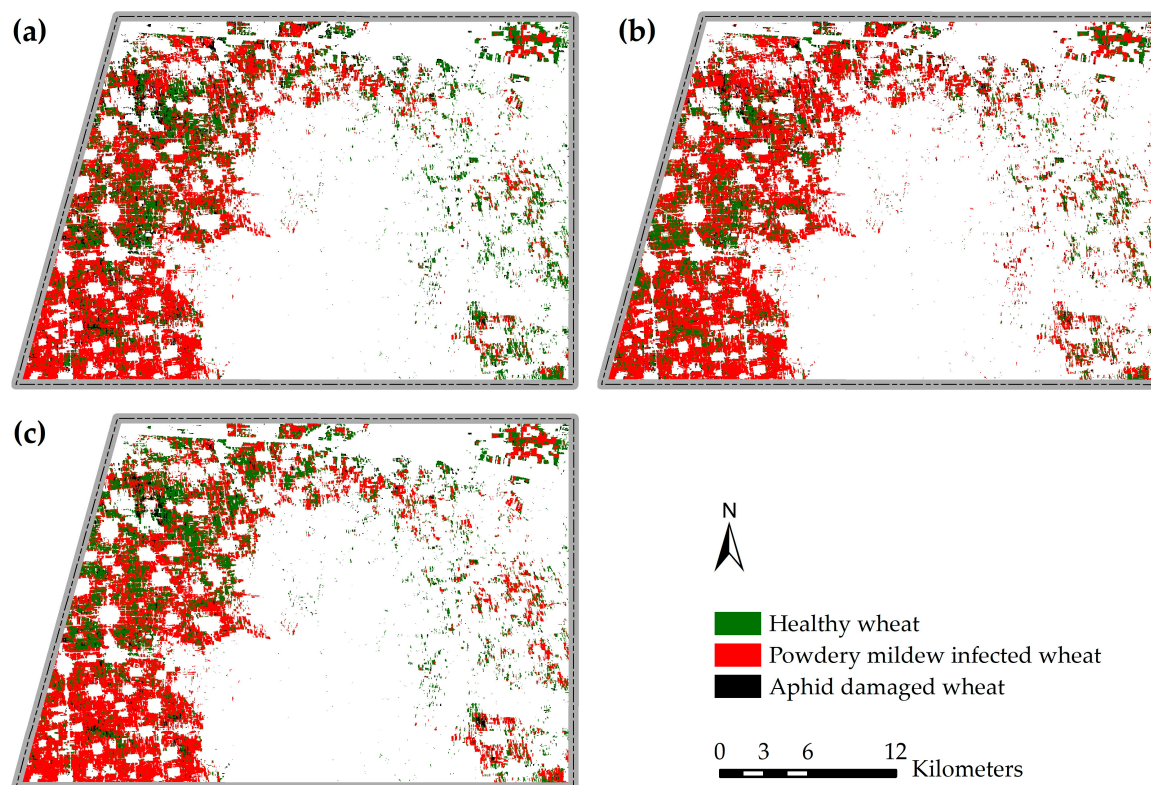 (a)
(b)
(c)
N
Healthy wheat
Powdery mildew infected wheat
Aphid damaged wheat
0 3 6 12
Kilometers